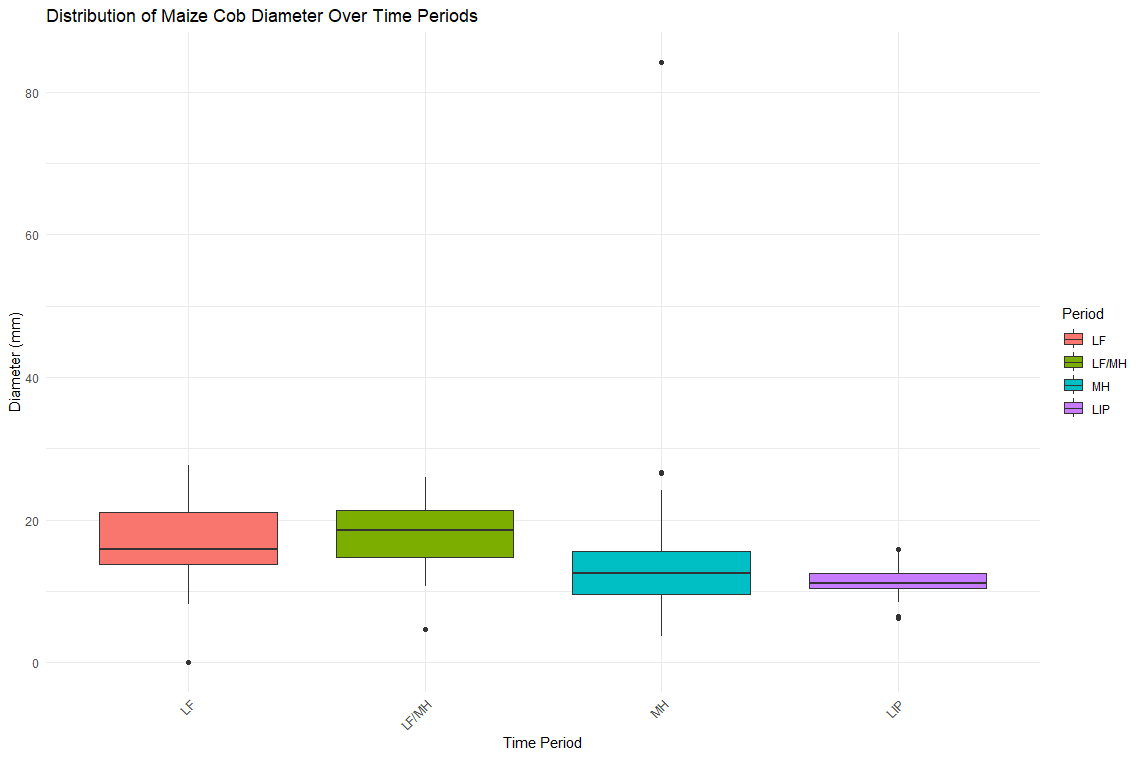 Distribution of Maize Cob Diameter Over Time Periods
Diameter (mm)
80
60
40
20
0
LF
LF/MH
MH
LIP
Time Period
Period
LF
LF/MH
MH
LIP